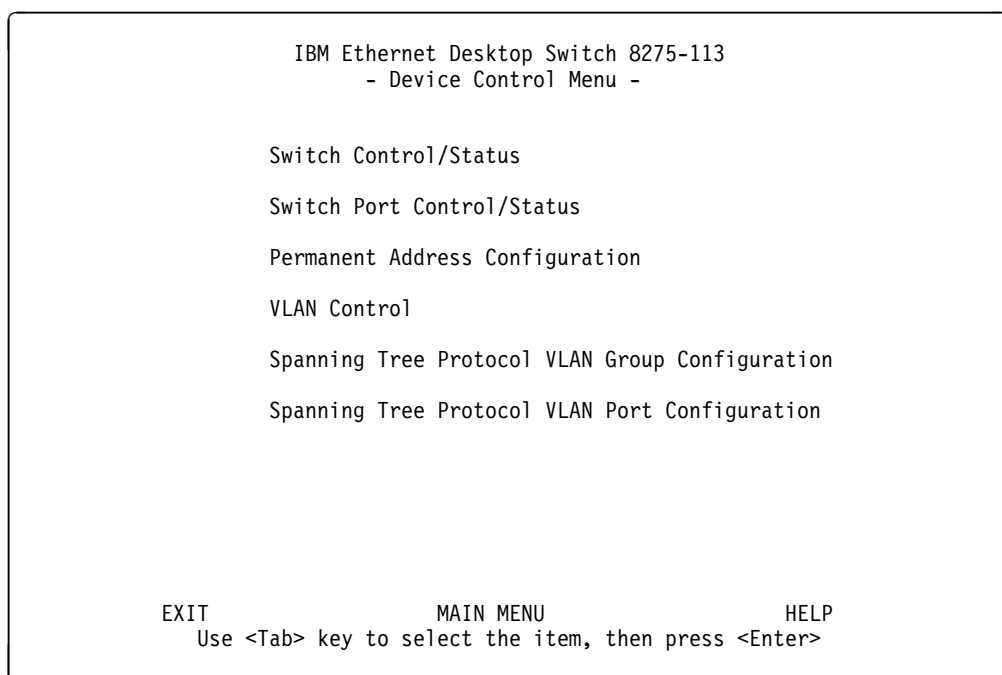 IBM Ethernet Desktop Switch 8275-113
- Device Control Menu -
Switch Control/Status
Switch Port Control/Status
Permanent Address Configuration
VLAN Control
Spanning Tree Protocol VLAN Group Configuration
Spanning Tree Protocol VLAN Port Configuration
EXIT MAIN MENU HELP
Use <Tab> key to select the item, then press <Enter>